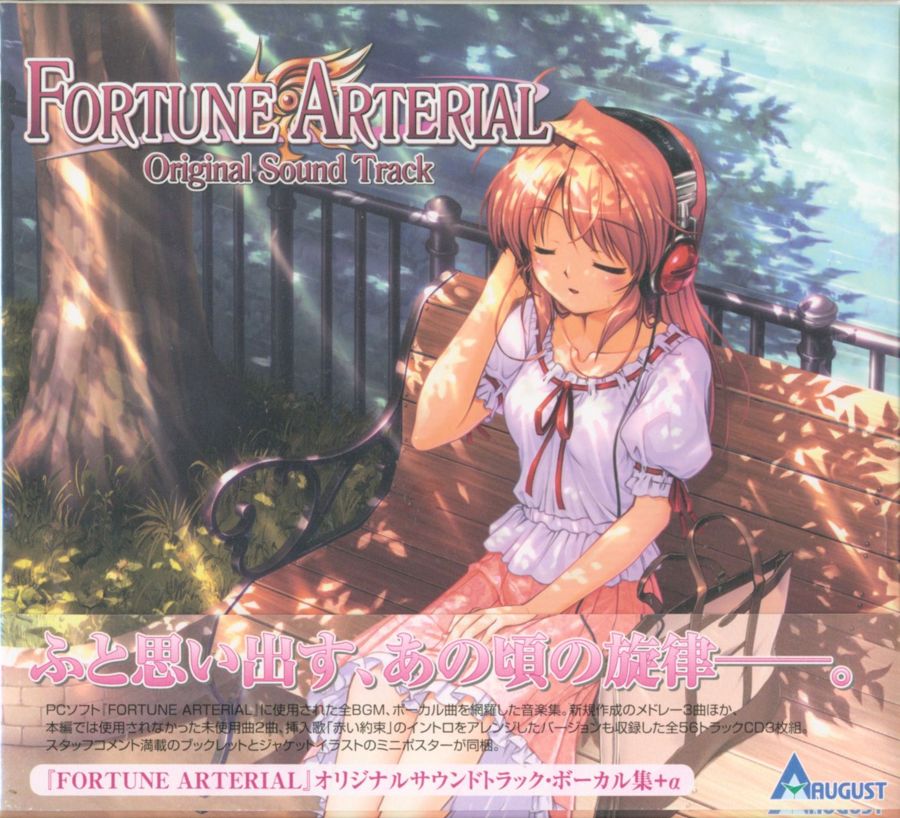 FORTUNE ARTERIAL
Original Sound Track
ふと思い出す、あの頃の旋律――。
PCソフト『FORTUNE ARTERIAL』に使用された全BGM、ボーカル曲を網羅した音楽集。新規作成のメドレー3曲ほか、
本編では使用されなかった未使用曲2曲、挿入歌「赤い約束」のイントロをアレンジしたバージョンも収録した全56トラックCD3枚組。
スタッフコメント満載のブックレットとジャケットイラストのミニポスターが同梱。
『FORTUNE ARTERIAL』オリジナルサウンドトラック・ボーカル集+α
AUGUST